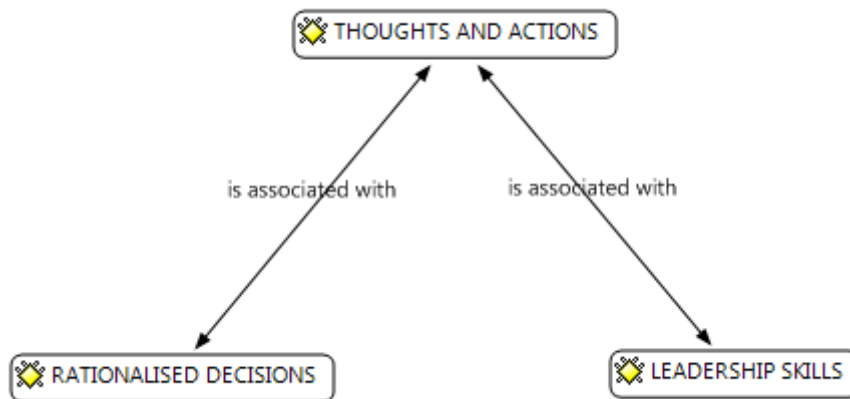 THOUGHTS AND ACTIONS
is associated with
is associated with
RATIONALISED DECISIONS
LEADERSHIP SKILLS